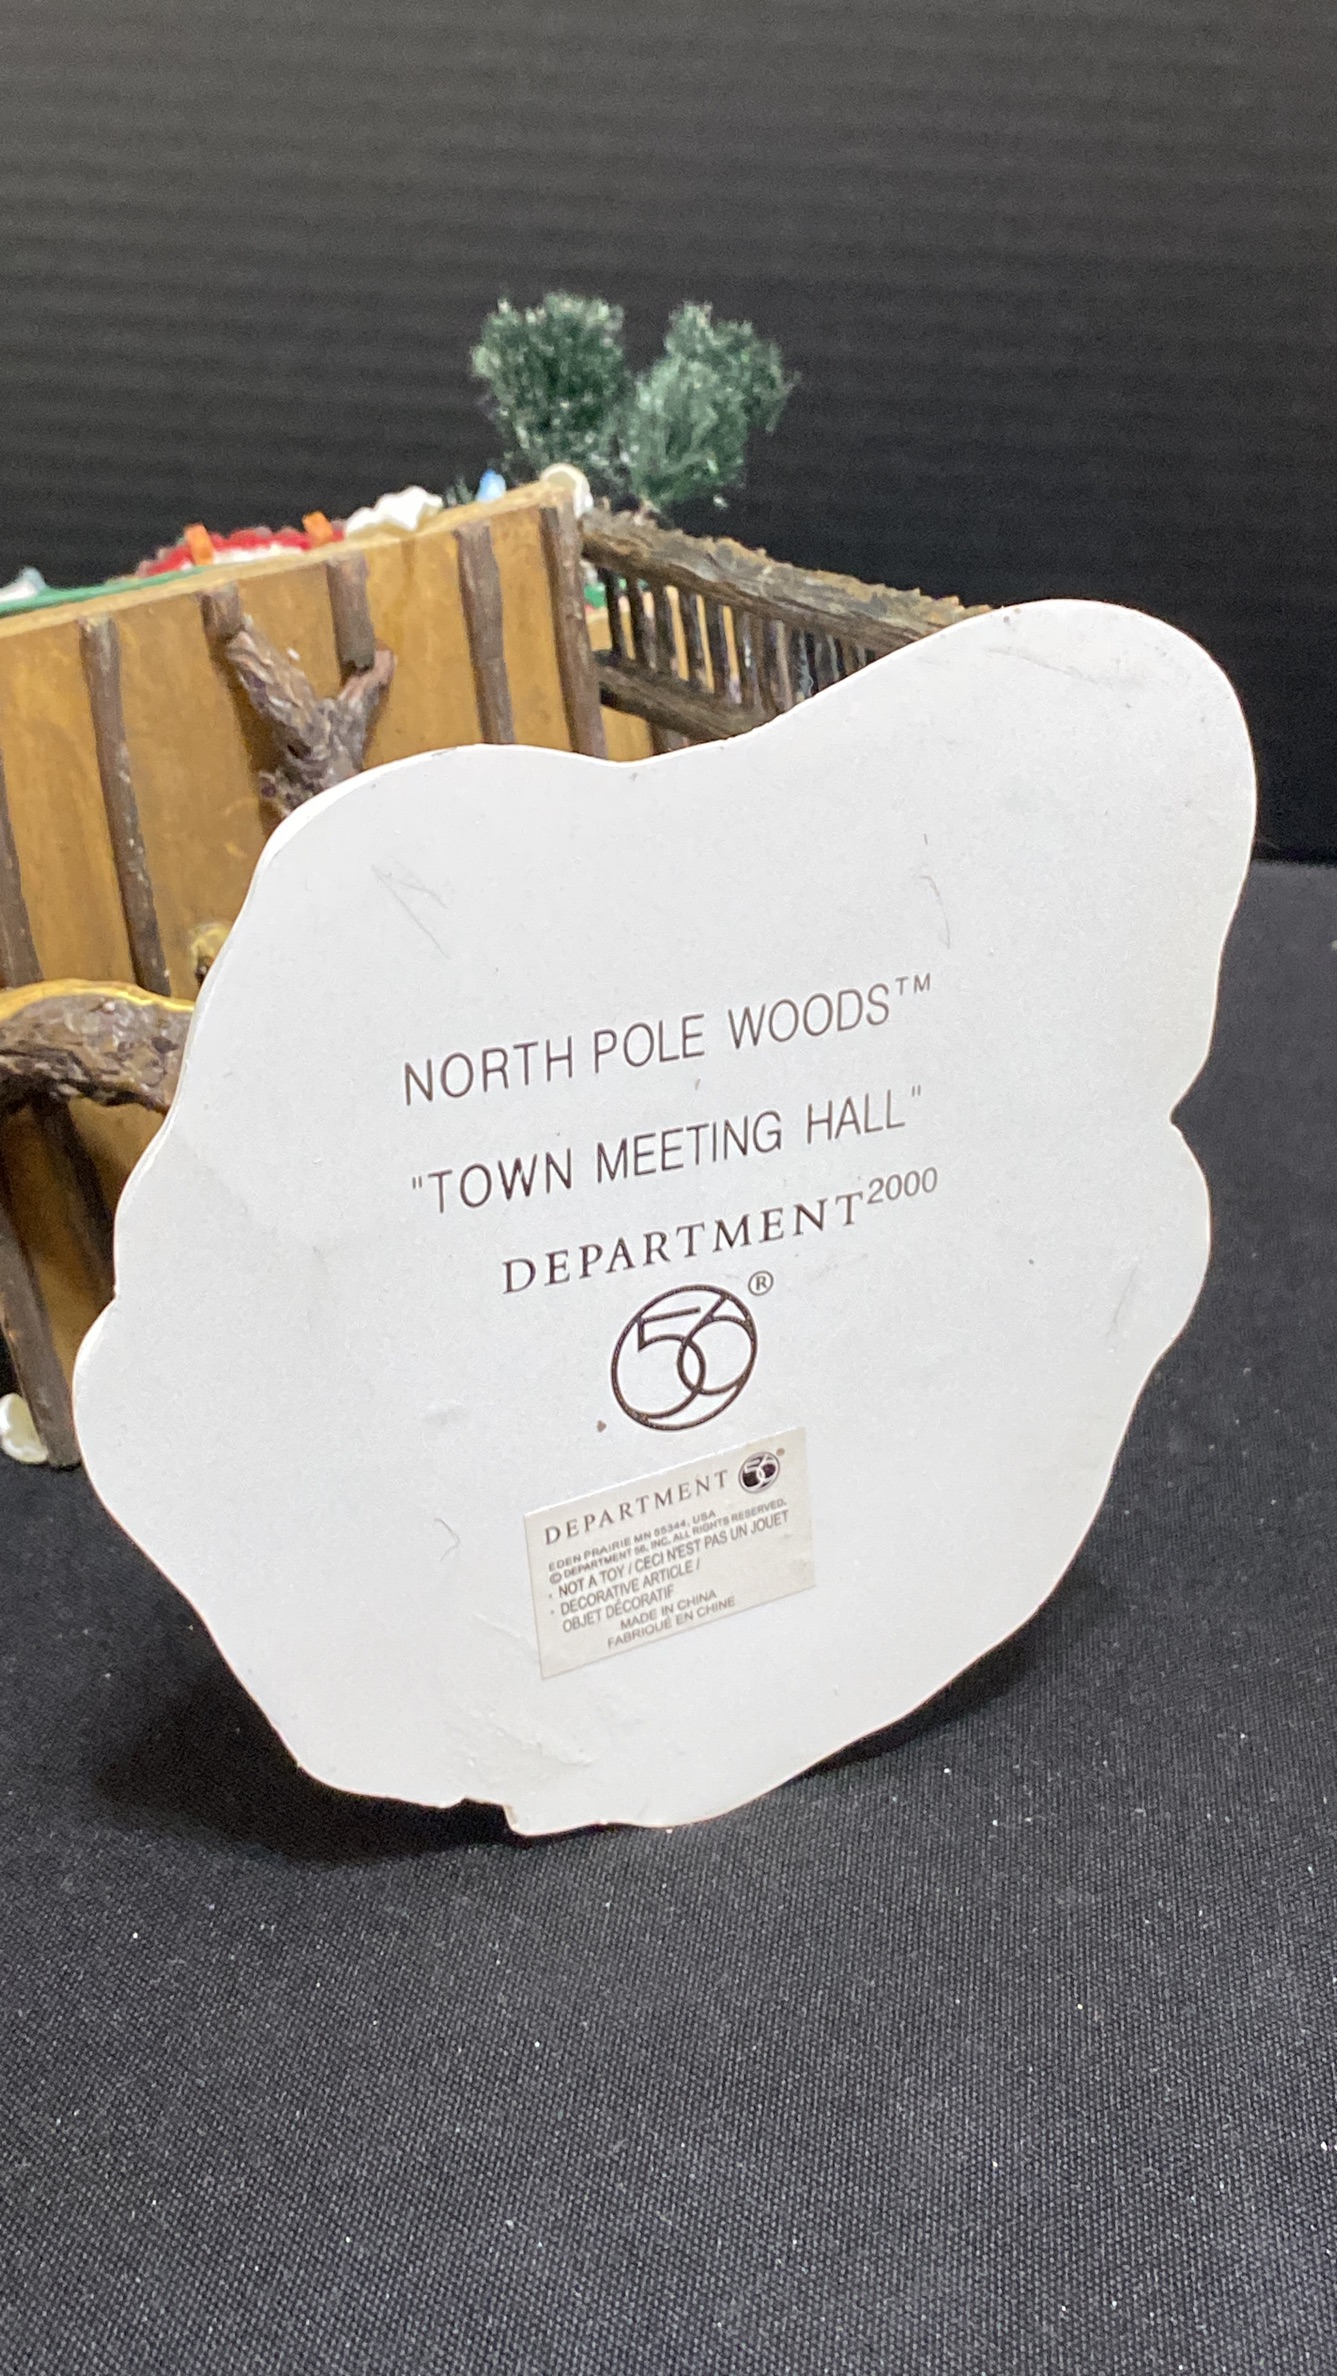 NORTH POLE WOODS™
"TOWN MEETING HALL"
DEPARTMENT 2000
56®
DEPARTMENT 56®
EDEN PRAIRIE MN 55344, USA
© DEPARTMENT 56, INC. ALL RIGHTS RESERVED.
· NOT A TOY / CECI N'EST PAS UN JOUET
· DECORATIVE ARTICLE /
OBJET DÉCORATIF
MADE IN CHINA
FABRIQUÉ EN CHINE